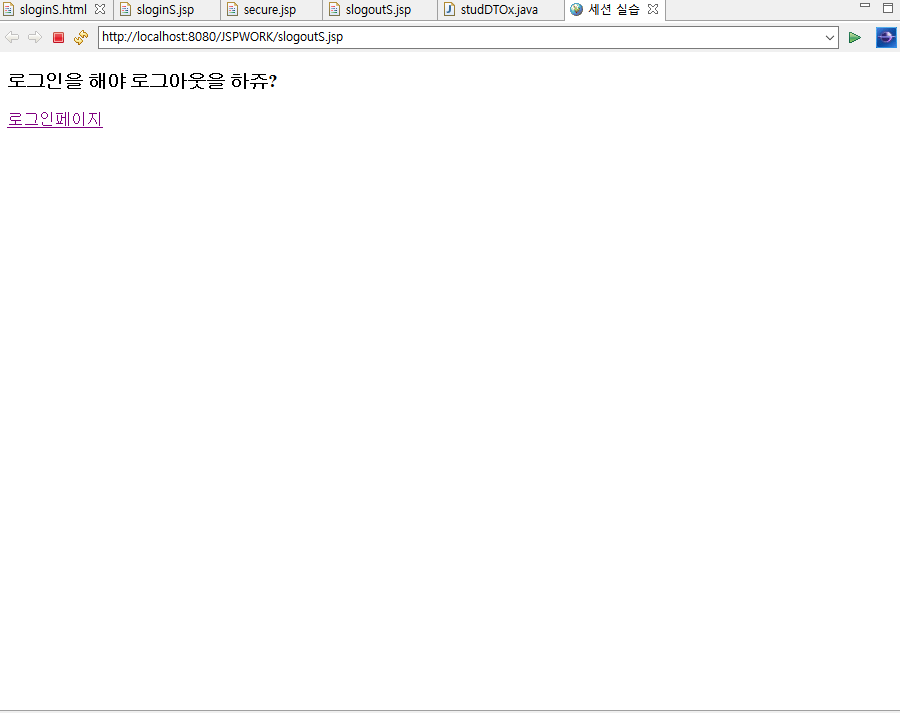 sloginS.html sloginS.jsp secure.jsp slogoutS.jsp studDTOx.java 세션 실습
http://localhost:8080/JSPWORK/slogoutS.jsp
로그인을 해야 로그아웃을 하쥬?
로그인페이지